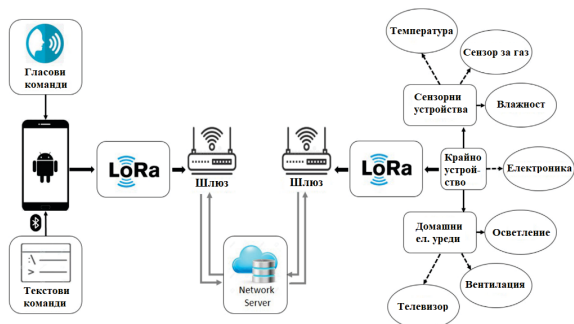 Гласови
команди
LoRa
Шлюз
Шлюз
LoRa
:\ _
> ___
Текстови
команди
Network
Server
Температура
Сензор за газ
Сензорни
устройства
Влажност
Крайно
устрой-
ство
Електроника
Домашни
ел. уреди
Осветление
Вентилация
Телевизор